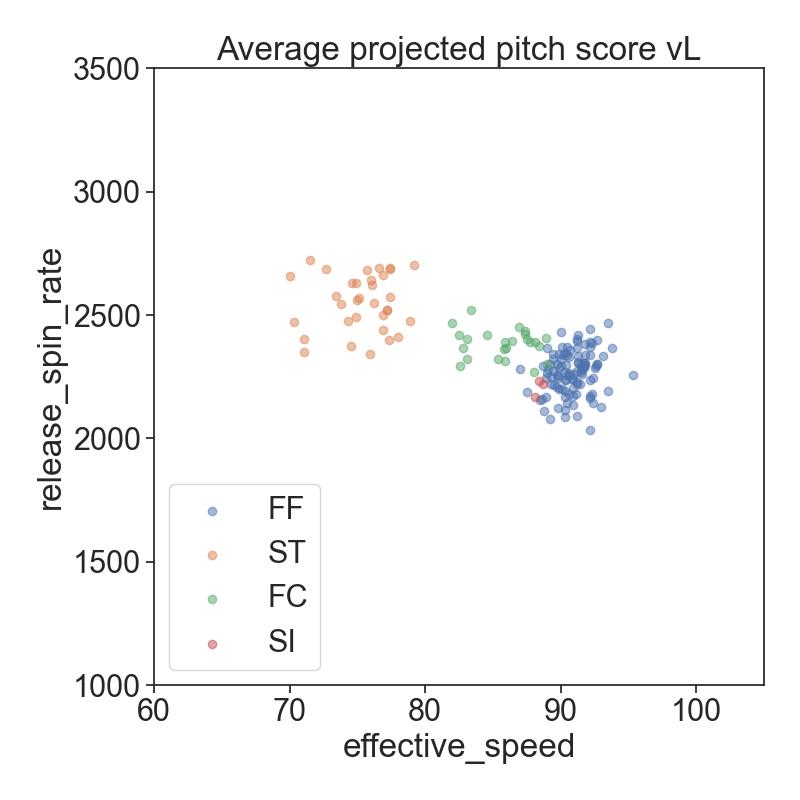 Average projected pitch score vL
3500
3000
2500
2000
1500
1000
release_spin_rate
FF
ST
FC
SI
60 70 80 90 100
effective_speed